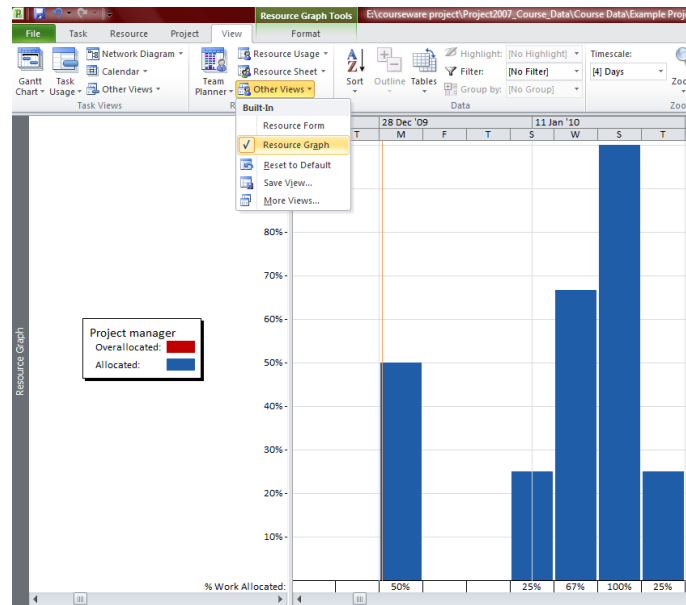 Resource Graph Tools E:\courseware project\Project2007_Course_Data\Course Data\Example Proj
File Task Resource Project View Format
Network Diagram Resource Usage Highlight: [No Highlight] Timescale:
Calendar Resource Sheet Filter: [No Filter] [4] Days
Gantt Chart Task Usage Other Views Team Planner Other Views Sort Outline Tables Group by: [No Group] Zoo
Task Views R Data Zoo
Built-In
Resource Form
Resource Graph
Reset to Default
Save View...
More Views...
28 Dec '09 11 Jan '10
T M F T S W S T
80%
70%
60%
50%
40%
30%
20%
10%
Resource Graph
Project manager
Overallocated:
Allocated:
% Work Allocated: 50% 25% 67% 100% 25%